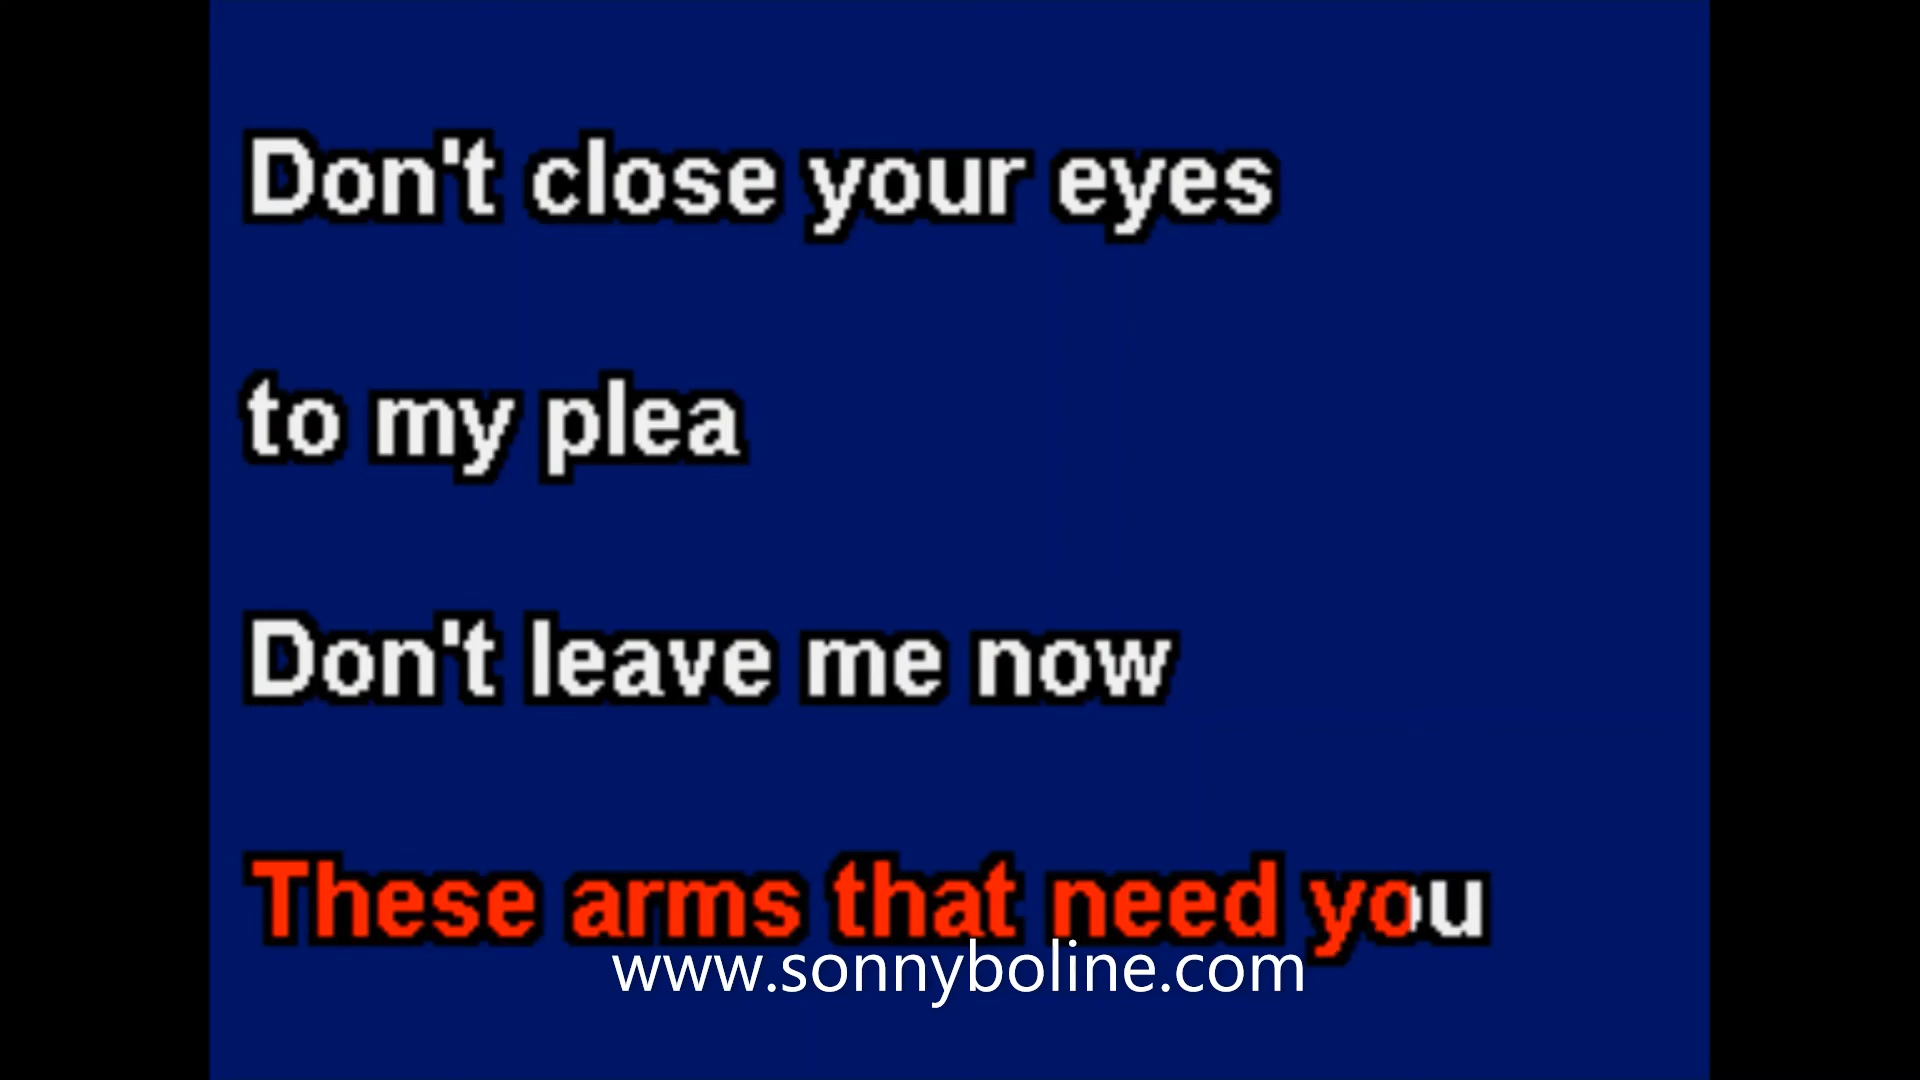 Don't close your eyes
to my plea
Don't leave me now
These arms that need you
www.sonnyboline.com